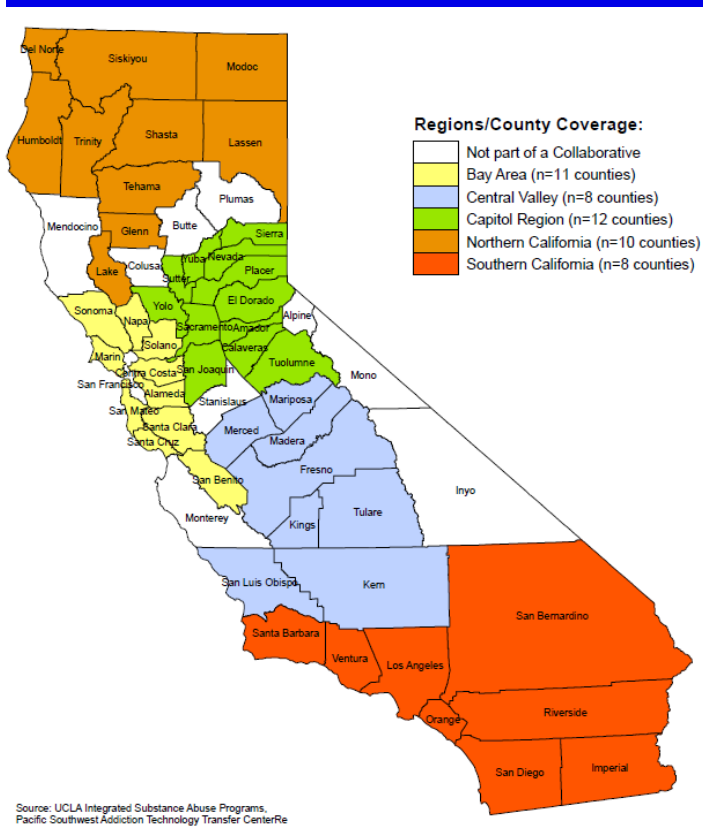 Del Norte
Siskiyou
Modoc
Humboldt
Trinity
Shasta
Lassen
Tehama
Plumas
Mendocino
Glenn
Butte
Sierra
Lake
Colusa
Sutter
Yuba
Nevada
Placer
Sonoma
Napa
Yolo
El Dorado
Alpine
Solano
Sacramento
Amador
Marin
Calaveras
Contra Costa
San Joaquin
Tuolumne
San Francisco
Alameda
Stanislaus
Mono
San Mateo
Mariposa
Santa Clara
Merced
Santa Cruz
Madera
Fresno
San Benito
Inyo
Monterey
Kings
Tulare
San Luis Obispo
Kern
San Bernardino
Santa Barbara
Ventura
Los Angeles
Orange
Riverside
San Diego
Imperial
Regions/County Coverage:
Not part of a Collaborative
Bay Area (n=11 counties)
Central Valley (n=8 counties)
Capitol Region (n=12 counties)
Northern California (n=10 counties)
Southern California (n=8 counties)
Source: UCLA Integrated Substance Abuse Programs,
Pacific Southwest Addiction Technology Transfer CenterRe